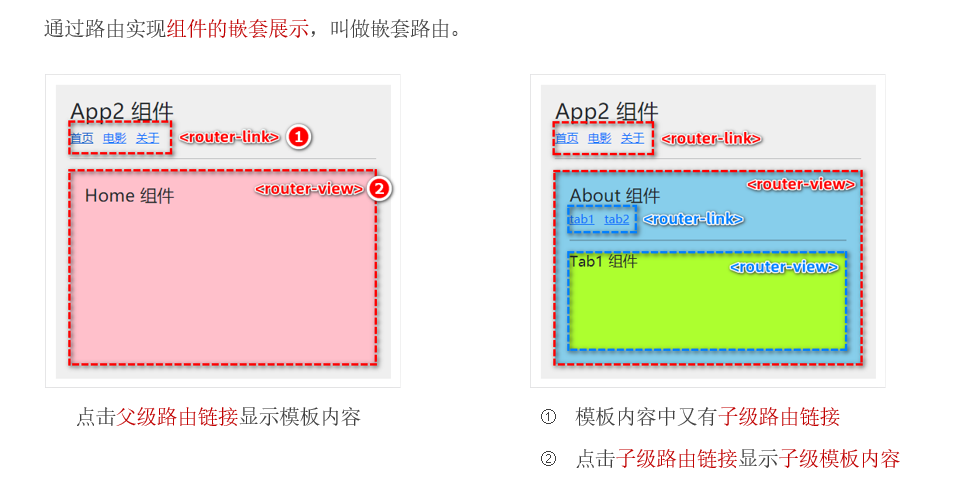 通过路由实现组件的嵌套展示，叫做嵌套路由。
App2 组件
首页 电影 关于 <router-link> 1
Home 组件 <router-view> 2
点击父级路由链接显示模板内容
App2 组件
首页 电影 关于 <router-link>
<router-view>
About 组件
tab1 tab2 <router-link>
Tab1 组件 <router-view>
① 模板内容中又有子级路由链接
② 点击子级路由链接显示子级模板内容